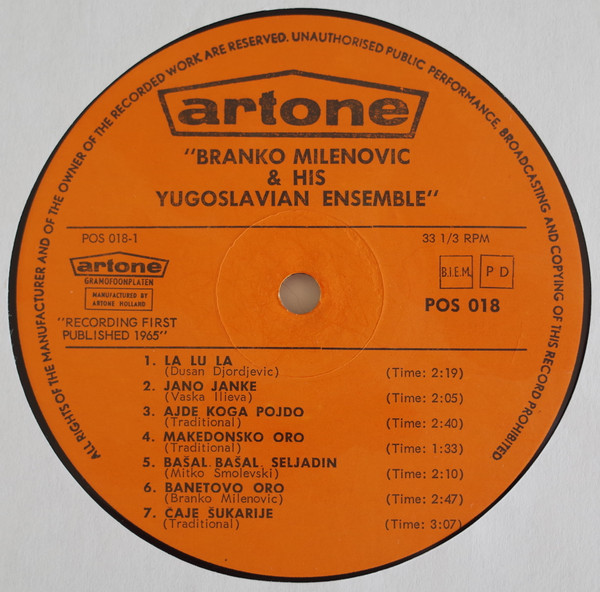 ALL RIGHTS OF THE MANUFACTURER AND OF THE OWNER OF THE RECORDED WORK ARE RESERVED. UNAUTHORISED PUBLIC PERFORMANCE, BROADCASTING AND COPYING OF THIS RECORD PROHIBITED
artone
"BRANKO MILENOVIC
& HIS
YUGOSLAVIAN ENSEMBLE"
POS 018-1 33 1/3 RPM
artone
GRAMOFOONPLATEN
MANUFACTURED BY
ARTONE HOLLAND
B.I.E.M. P D
POS 018
"RECORDING FIRST
PUBLISHED 1965"
1. LA LU LA
(Dusan Djordjevic) (Time: 2:19)
2. JANO JANKE
(Vaska Ilieva) (Time: 2:05)
3. AJDE KOGA POJDO
(Traditional) (Time: 2:40)
4. MAKEDONSKO ORO
(Traditional) (Time: 1:33)
5. BAŠAL. BAŠAL. SELJADIN
(Mitko Smolevski) (Time: 2:10)
6. BANETOVO ORO
(Branko Milenovic) (Time: 2:47)
7. ČAJE ŠUKARIJE
(Traditional) (Time: 3:07)